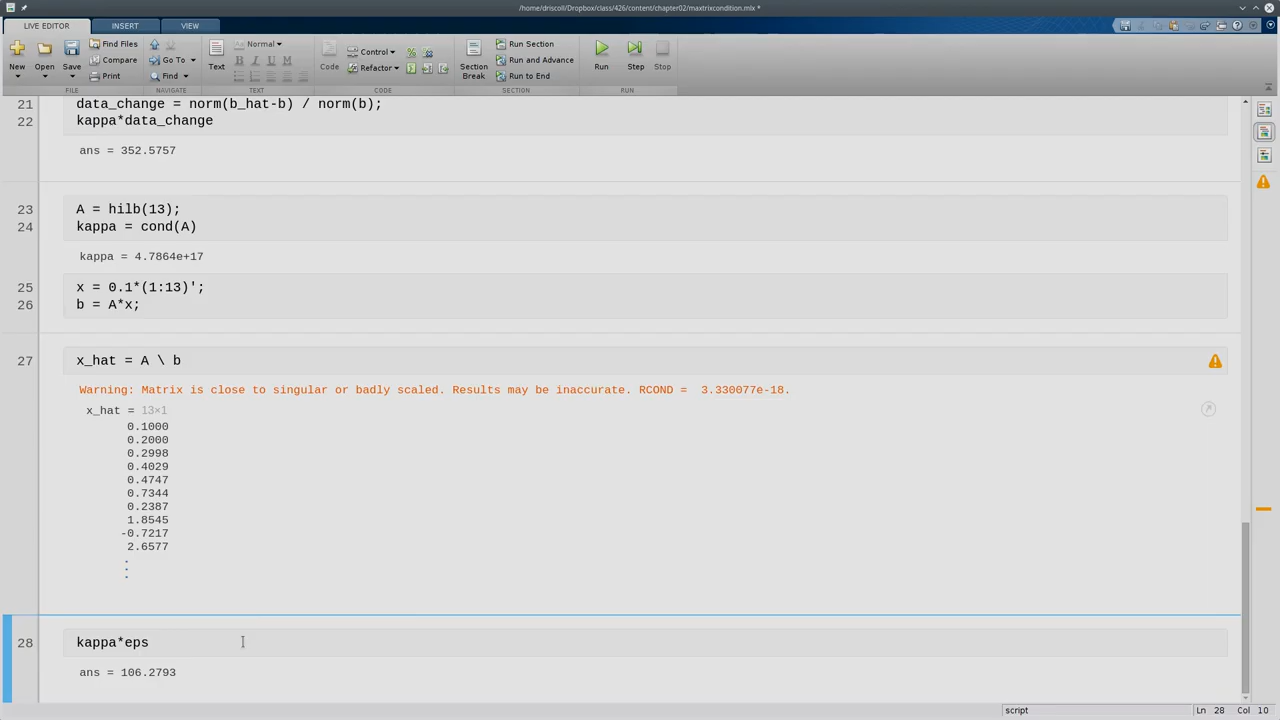 /home/driscoll/Dropbox/class/426/content/chapter02/maxtrixcondition.mlx *
LIVE EDITOR INSERT VIEW
New Open Save Find Files Compare Print
Go To Find
Text Normal B I U M
Code Control Refactor
Section Break Run Section Run and Advance Run to End
Run Step Stop
FILE NAVIGATE TEXT CODE SECTION RUN
21 data_change = norm(b_hat-b) / norm(b);
22 kappa*data_change
ans = 352.5757
23 A = hilb(13);
24 kappa = cond(A)
kappa = 4.7864e+17
25 x = 0.1*(1:13)';
26 b = A*x;
27 x_hat = A \ b
Warning: Matrix is close to singular or badly scaled. Results may be inaccurate. RCOND =  3.330077e-18.
x_hat = 13×1
0.1000
0.2000
0.2998
0.4029
0.4747
0.7344
0.2387
1.8545
-0.7217
2.6577
28 kappa*eps
ans = 106.2793
script Ln 28 Col 10